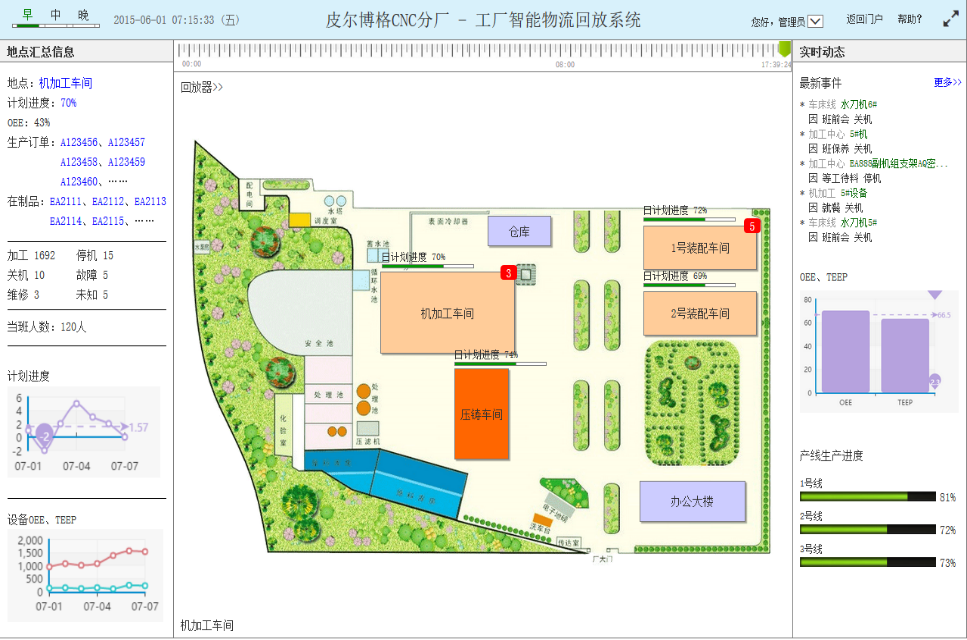 早 中 晚
2015-06-01 07:15:33 (五)
皮尔博格CNC分厂 - 工厂智能物流回放系统
您好, 管理员
返回门户
帮助?
地点汇总信息
地点: 机加工车间
计划进度: 70%
OEE: 43%
生产订单: A123456、A123457
A123458、A123459
A123460、……
在制品: EA2111、EA2112、EA2113
EA2114、EA2115、……
加工 1692 停机 15
关机 10 故障 5
维修 3 未知 5
当班人数: 120人
计划进度
6
4
2
0
-2
-2
1.57
07-01 07-04 07-07
设备OEE、TEEP
2,000
1,500
1,000
500
0
07-01 07-04 07-07
00:00 08:00 17:39:24
回放器>>
配电间
水塔
调度室
表面冷却器
蓄水池
循环水池
仓库
日计划进度 72%
5
1号装配车间
日计划进度 70%
3
机加工车间
日计划进度 69%
2号装配车间
安全池
日计划进度 74%
压铸车间
处理池
处理池
化验室
压滤机
办公大楼
电子地磅
洗车台
传达室
厂大门
机加工车间
实时动态
最新事件 更多>>
* 车床线 水刀机6#
因 班前会 关机
* 加工中心 5#机
因 班保养 关机
* 加工中心 EA888副机组支架AQ密...
因 等工待料 停机
* 机加工 5#设备
因 就餐 关机
* 车床线 水刀机5#
因 班前会 关机
OEE、TEEP
80
60
40
20
0
66.5
OEE TEEP
产线生产进度
1号线
81%
2号线
72%
3号线
73%